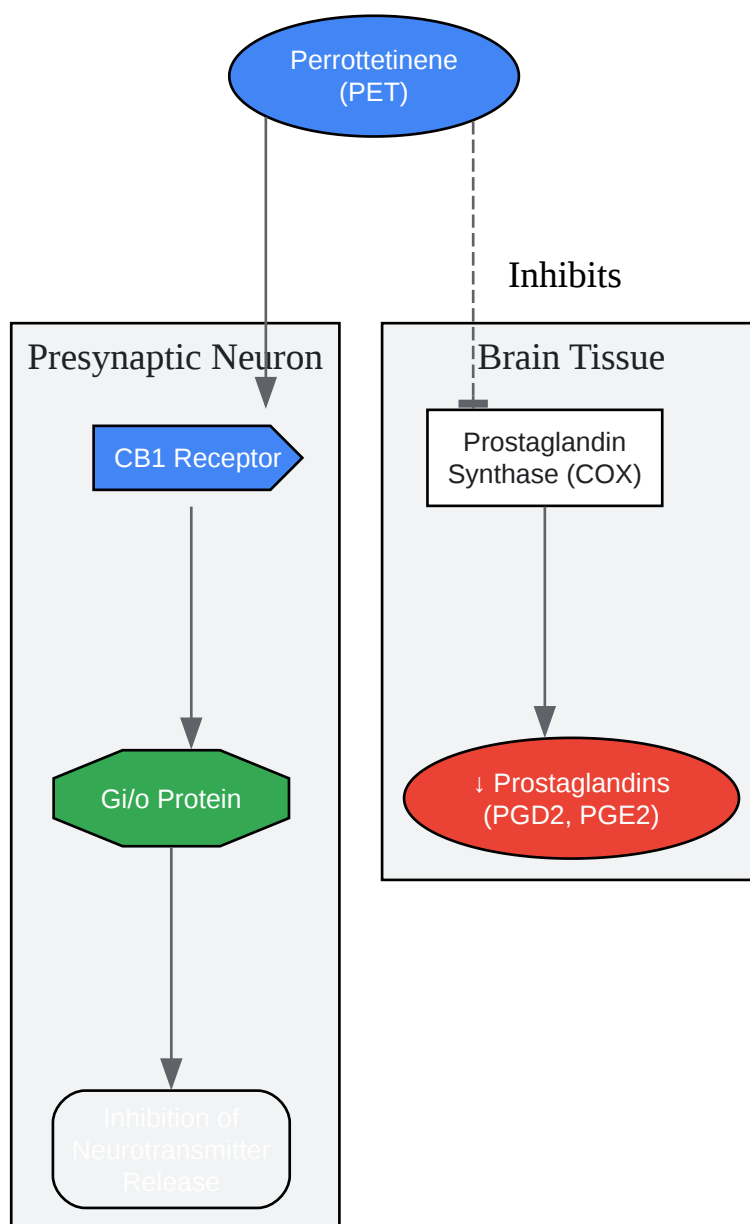 Perrottetinene
(PET)
Inhibits
Presynaptic Neuron
Brain Tissue
CB1 Receptor
Prostaglandin
Synthase (COX)
Gi/o Protein
↓ Prostaglandins
(PGD2, PGE2)
Inhibition of
Neurotransmitter
Release